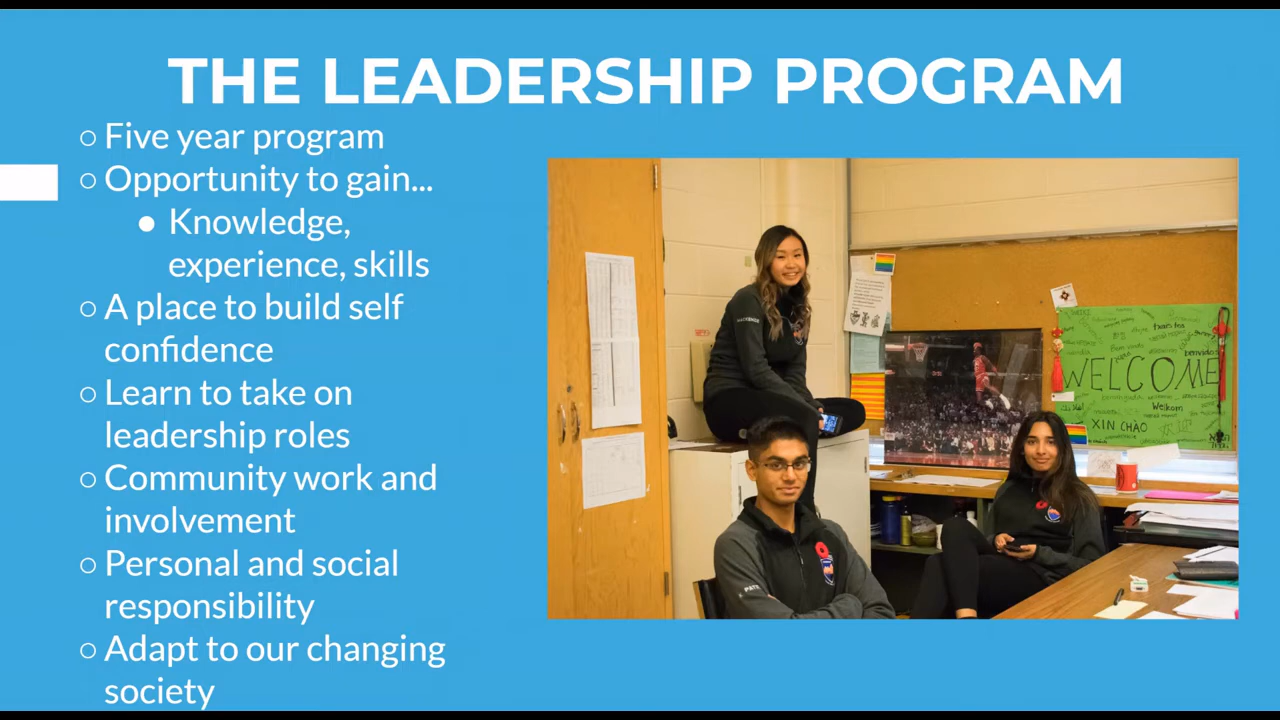 THE LEADERSHIP PROGRAM
Five year program
Opportunity to gain...
Knowledge,
experience, skills
A place to build self
confidence
Learn to take on
leadership roles
Community work and
involvement
Personal and social
responsibility
Adapt to our changing
society
WELCOME
Welkom
XIN CHÀO